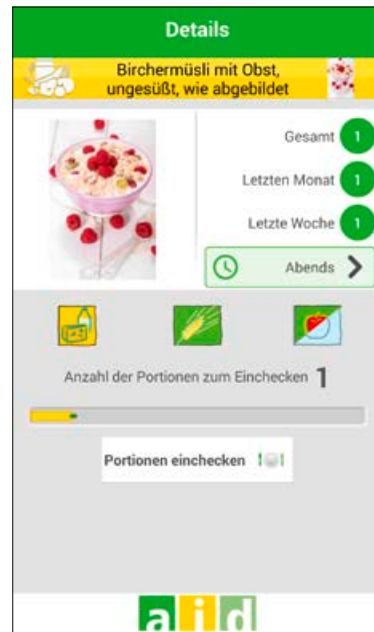 Details
Birchermüsli mit Obst,
ungesüßt, wie abgebildet
Gesamt 1
Letzten Monat 1
Letzte Woche 1
Abends
Anzahl der Portionen zum Einchecken 1
Portionen einchecken
aid